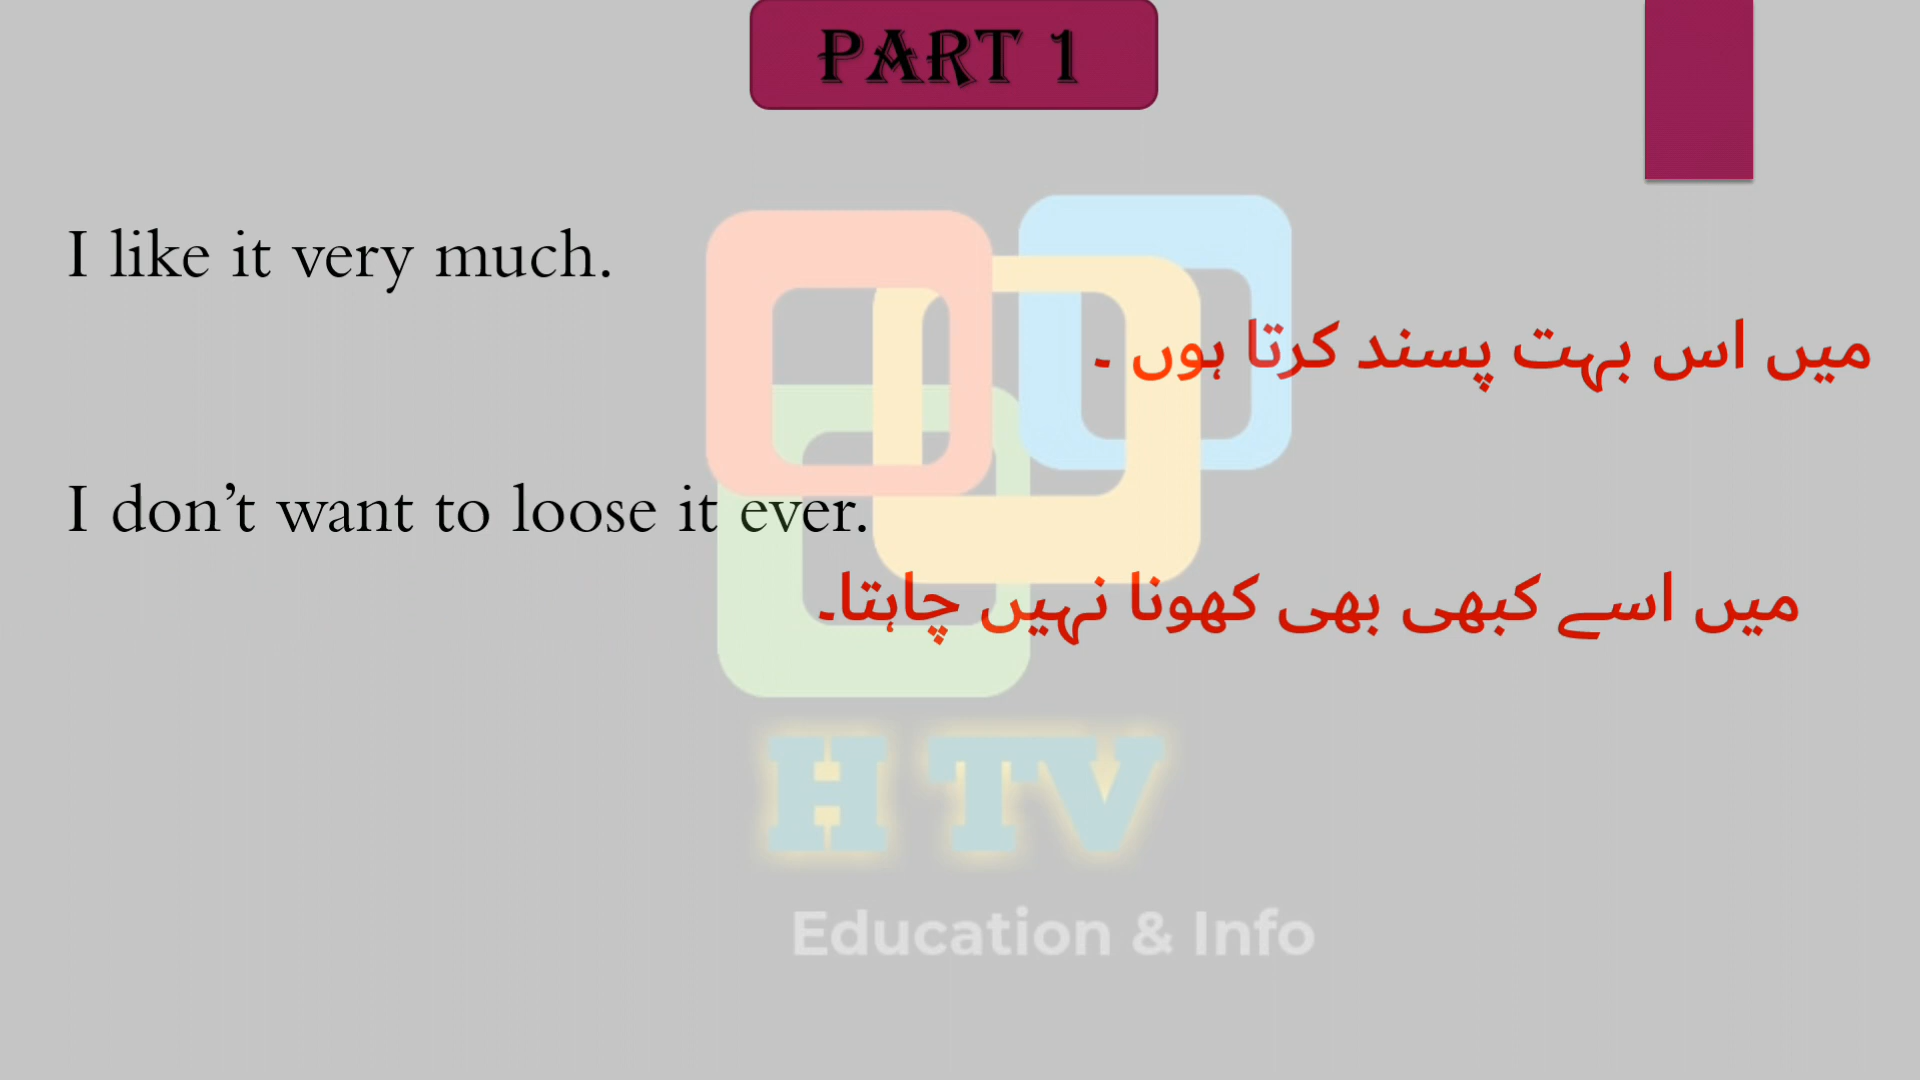 PART 1
I like it very much.
میں اس بہت پسند کرتا ہوں ۔
I don’t want to loose it ever.
میں اسے کبھی بھی کھونا نہیں چاہتا۔
H TV
Education & Info